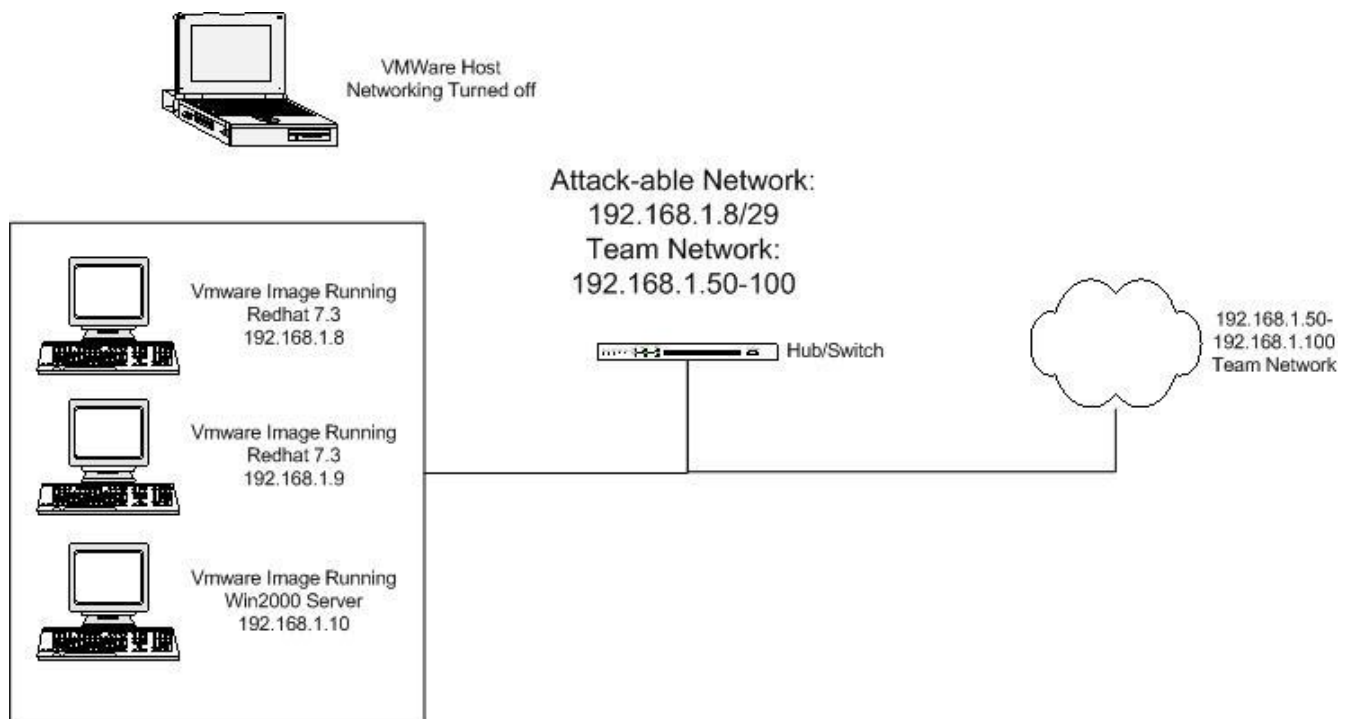 VMWare Host
Networking Turned off
Attack-able Network:
192.168.1.8/29
Team Network:
192.168.1.50-100
Vmware Image Running
Redhat 7.3
192.168.1.8
Hub/Switch
192.168.1.50-
192.168.1.100
Team Network
Vmware Image Running
Redhat 7.3
192.168.1.9
Vmware Image Running
Win2000 Server
192.168.1.10